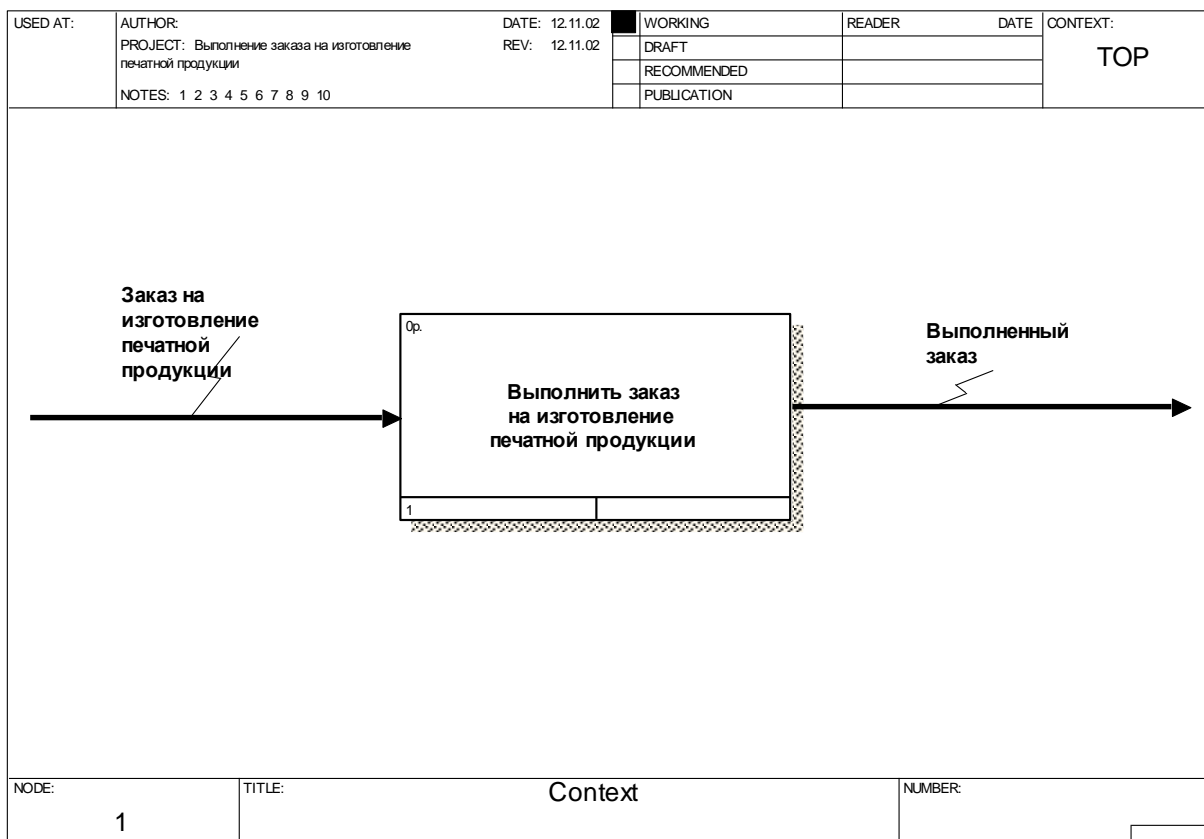 USED AT:
AUTHOR:
DATE: 12.11.02
WORKING
READER
DATE
CONTEXT:
PROJECT: Выполнение заказа на изготовление
REV: 12.11.02
DRAFT
TOP
печатной продукции
RECOMMENDED
NOTES: 1 2 3 4 5 6 7 8 9 10
PUBLICATION
Заказ на
изготовление
печатной
продукции
0р.
Выполнить заказ
на изготовление
печатной продукции
1
Выполненный
заказ
NODE:
1
TITLE:
Context
NUMBER: